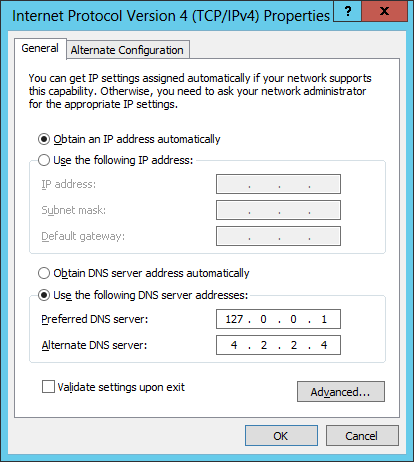 Internet Protocol Version 4 (TCP/IPv4) Properties ? x
General Alternate Configuration
You can get IP settings assigned automatically if your network supports
this capability. Otherwise, you need to ask your network administrator
for the appropriate IP settings.
Obtain an IP address automatically
Use the following IP address:
IP address: . . .
Subnet mask: . . .
Default gateway: . . .
Obtain DNS server address automatically
Use the following DNS server addresses:
Preferred DNS server: 127 . 0 . 0 . 1
Alternate DNS server: 4 . 2 . 2 . 4
Validate settings upon exit
Advanced...
OK Cancel